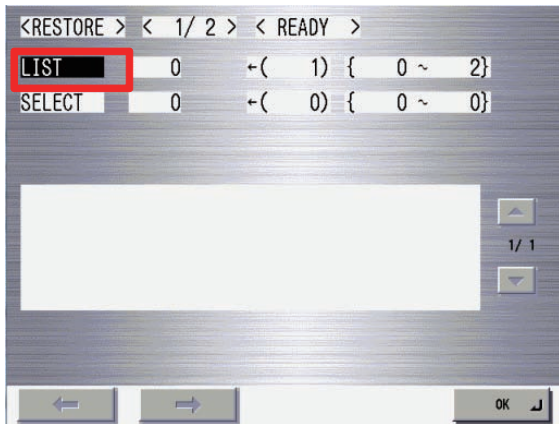 <RESTORE > < 1/ 2 > < READY >
LIST 0 ←( 1) { 0 ~ 2}
SELECT 0 ←( 0) { 0 ~ 0}
1/ 1
OK